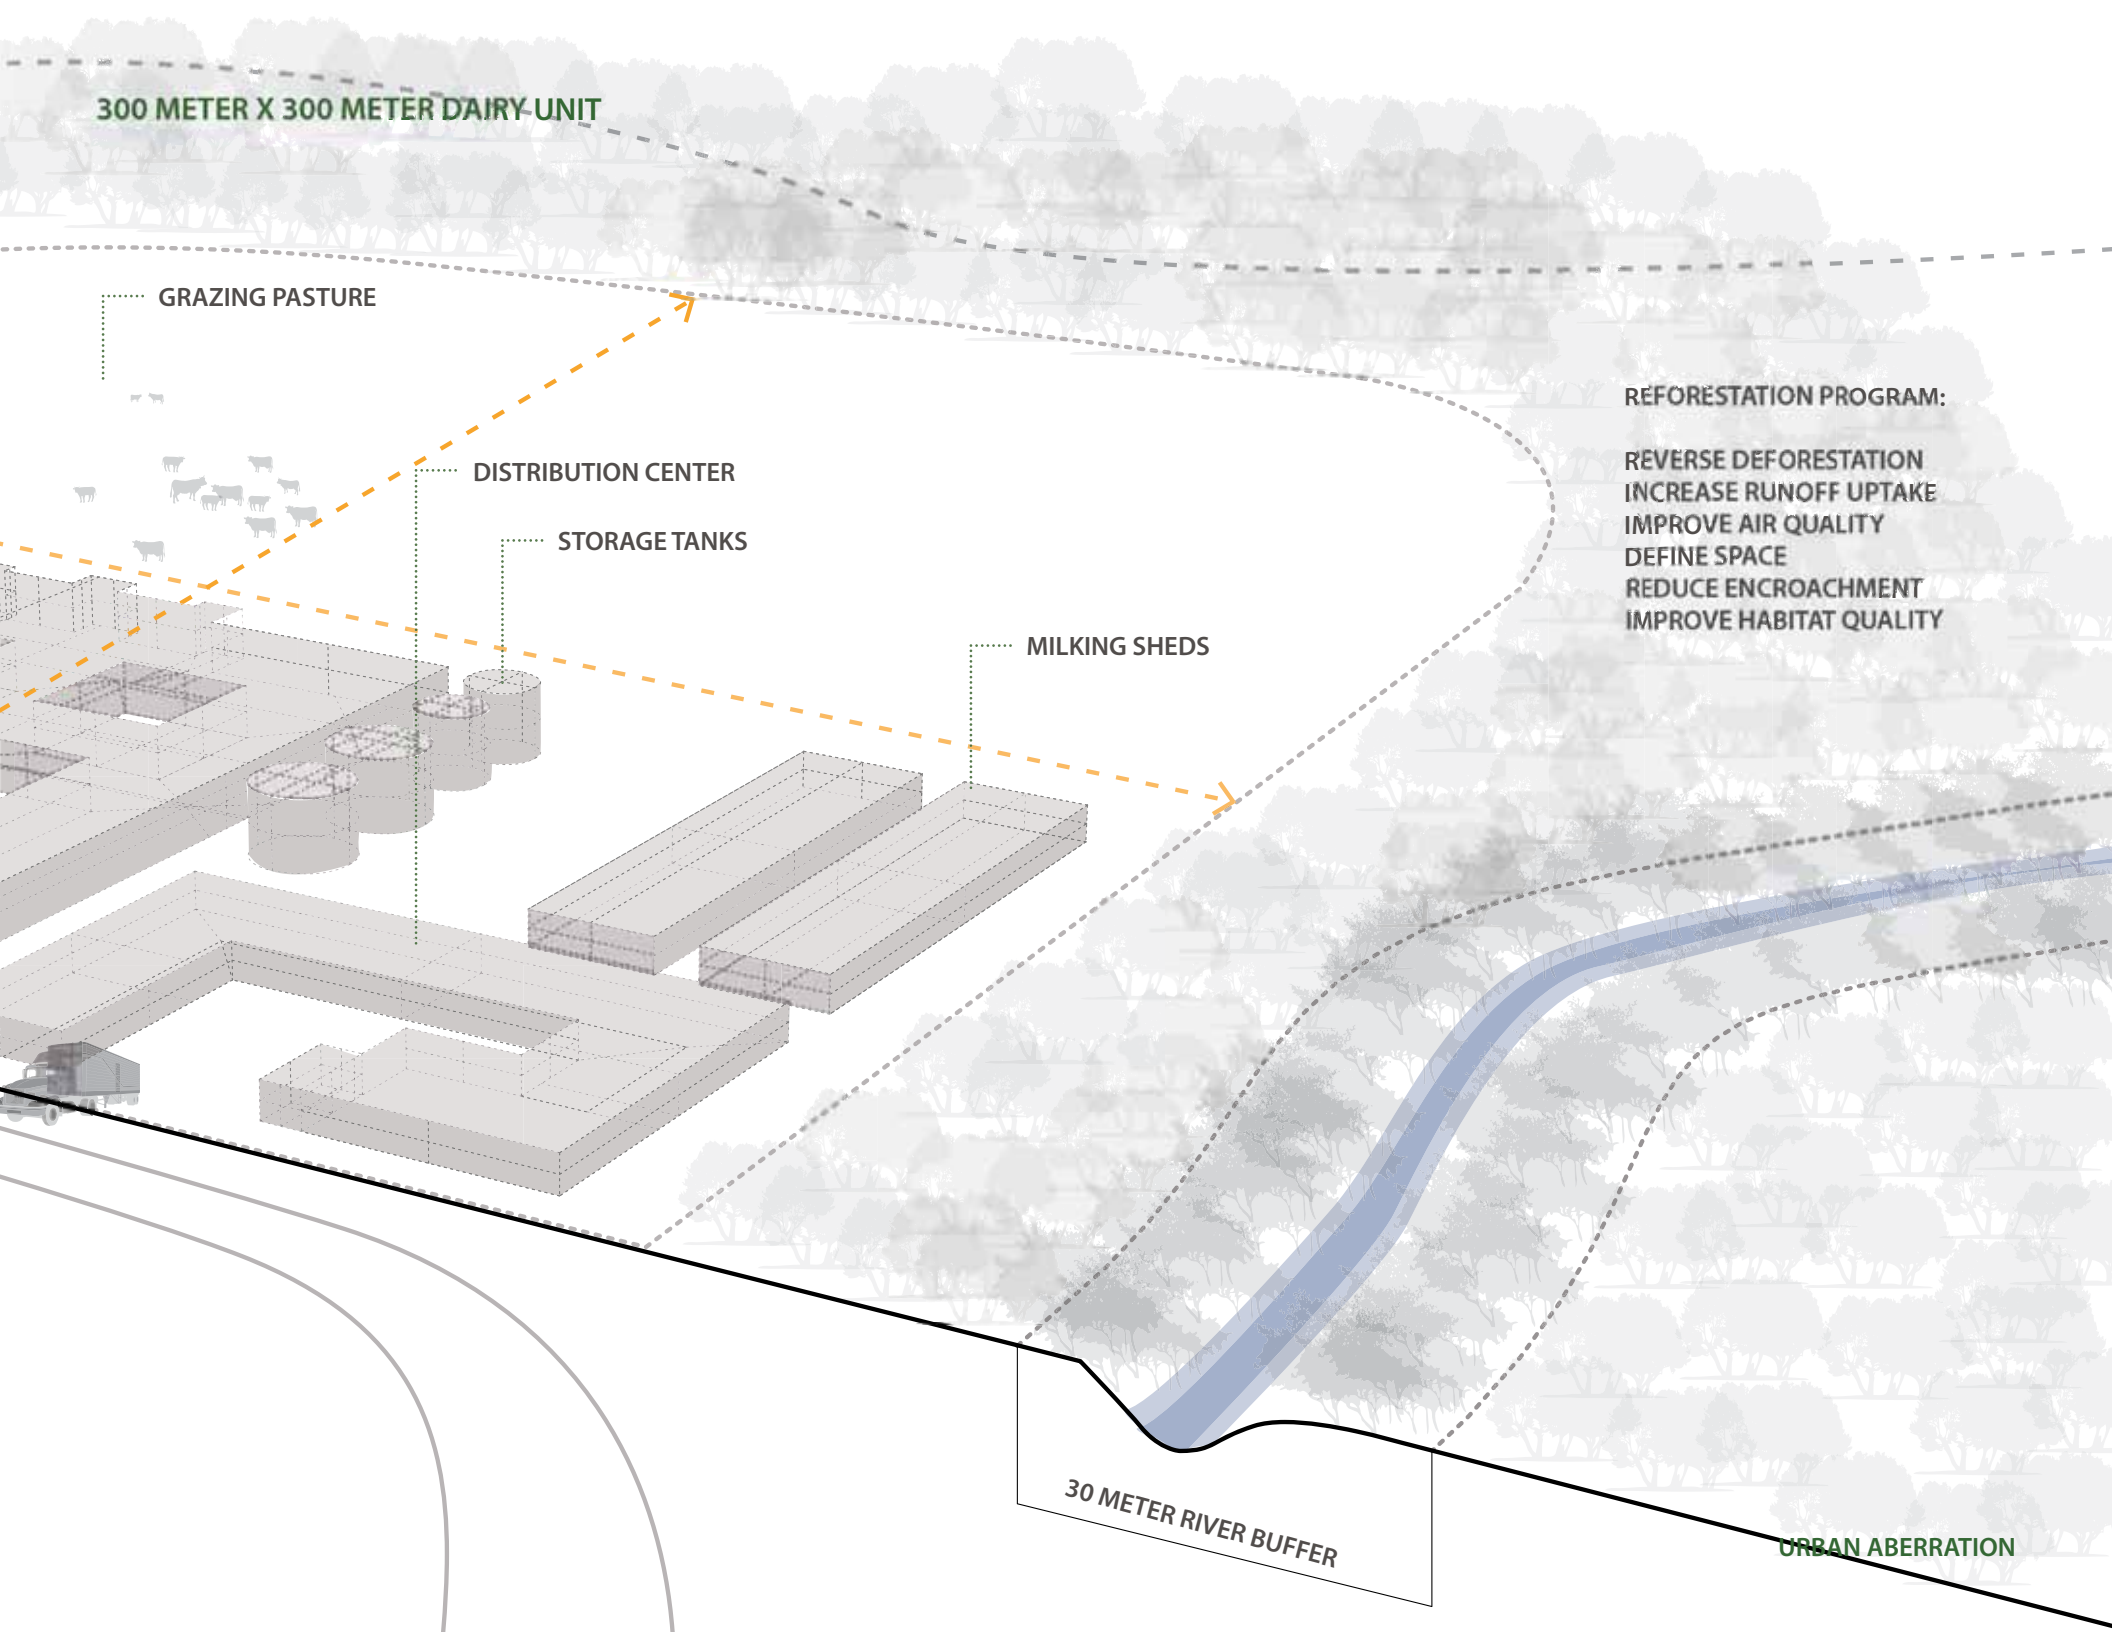 300 METER X 300 METER DAIRY UNIT
GRAZING PASTURE
DISTRIBUTION CENTER
STORAGE TANKS
MILKING SHEDS
REFORESTATION PROGRAM:
REVERSE DEFORESTATION
INCREASE RUNOFF UPTAKE
IMPROVE AIR QUALITY
DEFINE SPACE
REDUCE ENCROACHMENT
IMPROVE HABITAT QUALITY
30 METER RIVER BUFFER
URBAN ABERRATION